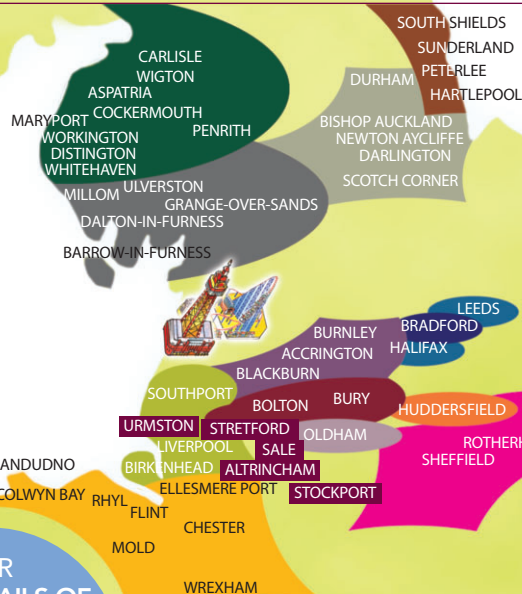 SOUTH SHIELDS
SUNDERLAND
PETERLEE
HARTLEPOOL
DURHAM
BISHOP AUCKLAND
NEWTON AYCLIFFE
DARLINGTON
SCOTCH CORNER
CARLISLE
WIGTON
ASPATRIA
COCKERMOUTH
MARYPORT
PENRITH
WORKINGTON
DISTINGTON
WHITEHAVEN
MILLOM
ULVERSTON
GRANGE-OVER-SANDS
DALTON-IN-FURNESS
BARROW-IN-FURNESS
LEEDS
BRADFORD
HALIFAX
BURNLEY
ACCRINGTON
BLACKBURN
SOUTHPORT
BOLTON
BURY
HUDDERSFIELD
URMSTON
STRETFORD
OLDHAM
LIVERPOOL
SALE
ROTHERH
SHEFFIELD
BIRKENHEAD
ALTRINCHAM
ANDUDNO
COLWYN BAY
RHYL
FLINT
ELLESMERE PORT
STOCKPORT
CHESTER
MOLD
WREXHAM
R
AILS OF